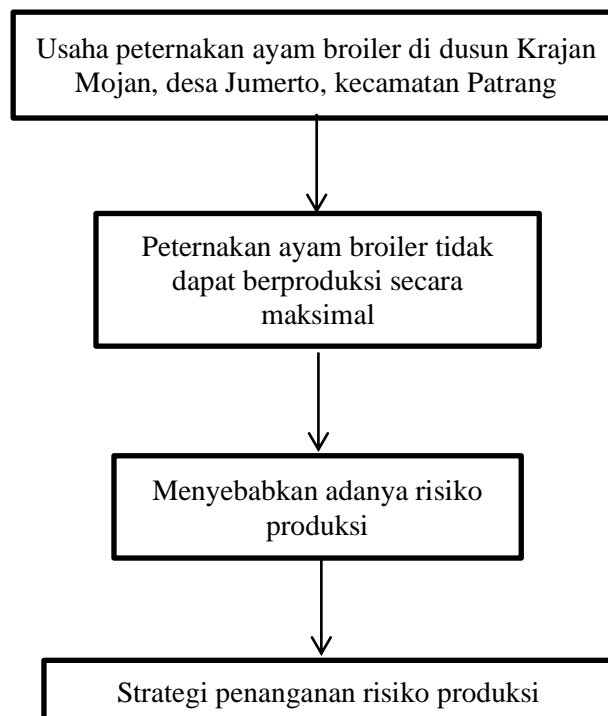 Usaha peternakan ayam broiler di dusun Krajan
Mojan, desa Jumerto, kecamatan Patrang
Peternakan ayam broiler tidak
dapat berproduksi secara
maksimal
Menyebabkan adanya risiko
produksi
Strategi penanganan risiko produksi